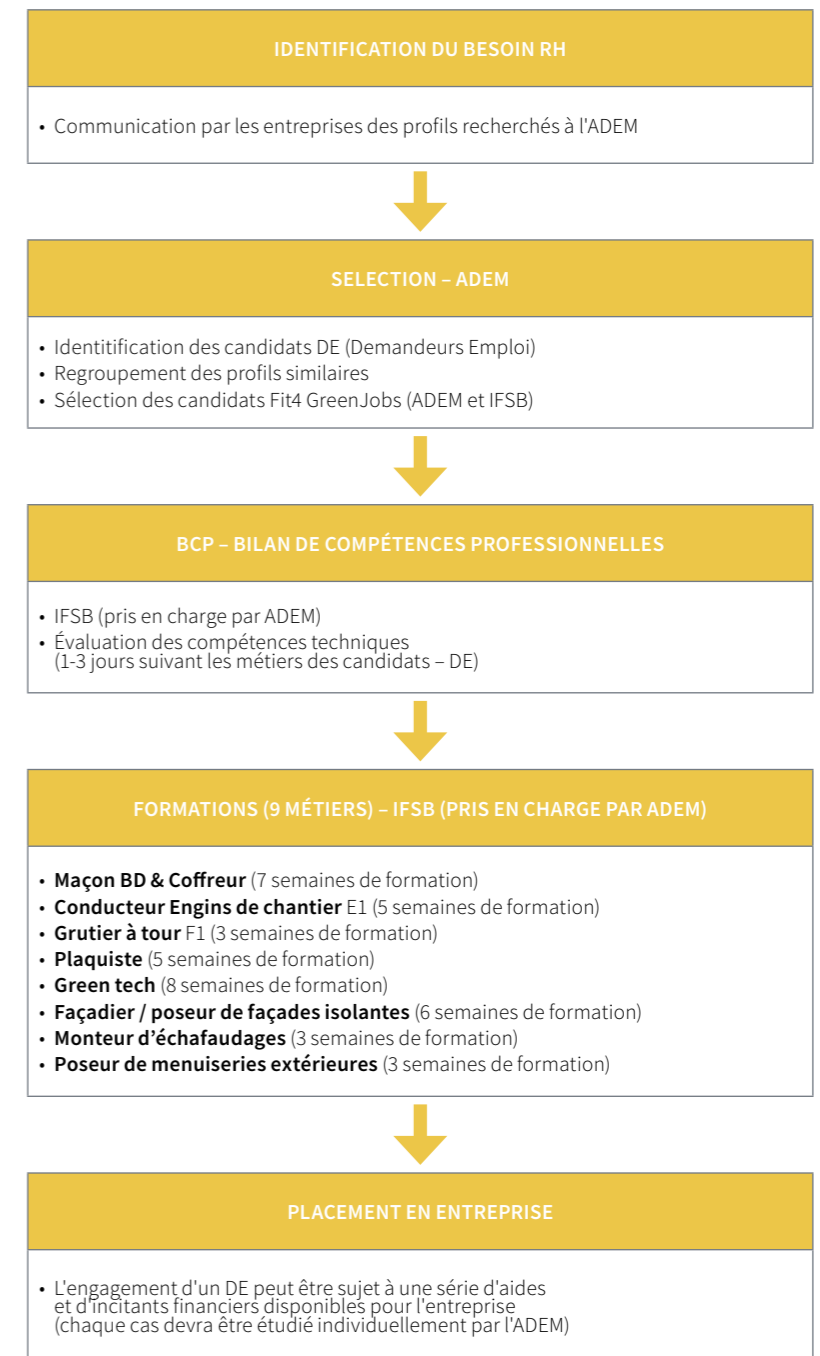 IDENTIFICATION DU BESOIN RH
• Communication par les entreprises des profils recherchés à l'ADEM
SELECTION – ADEM
• Identitification des candidats DE (Demandeurs Emploi)
• Regroupement des profils similaires
• Sélection des candidats Fit4 GreenJobs (ADEM et IFSB)
BCP – BILAN DE COMPÉTENCES PROFESSIONNELLES
• IFSB (pris en charge par ADEM)
• Évaluation des compétences techniques
(1-3 jours suivant les métiers des candidats – DE)
FORMATIONS (9 MÉTIERS) – IFSB (PRIS EN CHARGE PAR ADEM)
• Maçon BD & Coffreur (7 semaines de formation)
• Conducteur Engins de chantier E1 (5 semaines de formation)
• Grutier à tour F1 (3 semaines de formation)
• Plaquiste (5 semaines de formation)
• Green tech (8 semaines de formation)
• Façadier / poseur de façades isolantes (6 semaines de formation)
• Monteur d’échafaudages (3 semaines de formation)
• Poseur de menuiseries extérieures (3 semaines de formation)
PLACEMENT EN ENTREPRISE
• L'engagement d'un DE peut être sujet à une série d'aides
et d'incitants financiers disponibles pour l'entreprise
(chaque cas devra être étudié individuellement par l'ADEM)